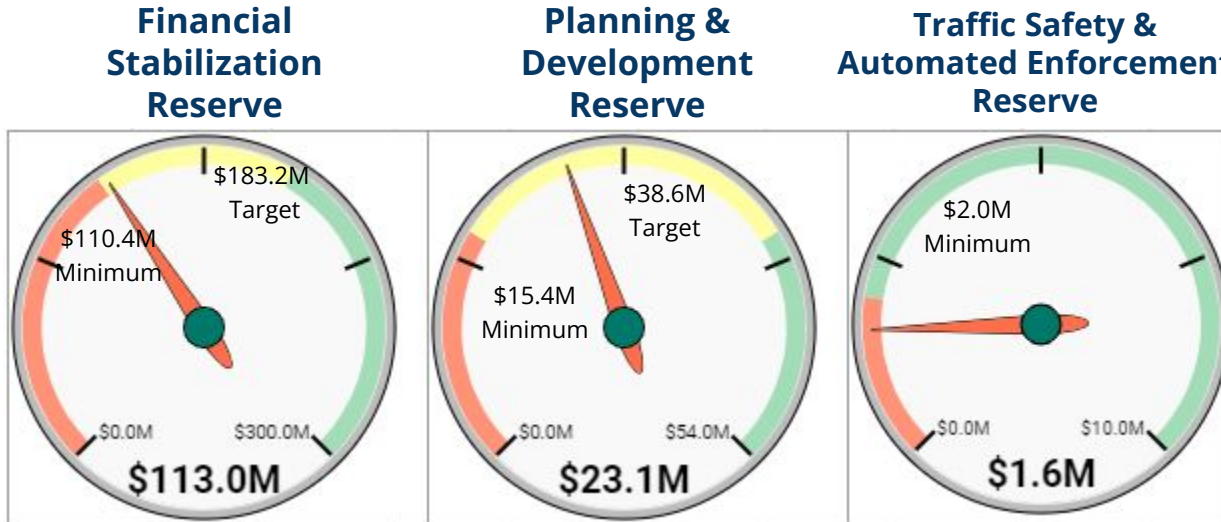 Financial
Stabilization
Reserve
$183.2M
Target
$110.4M
Minimum
$0.0M
$300.0M
$113.0M
Planning &
Development
Reserve
$38.6M
Target
$15.4M
Minimum
$0.0M
$54.0M
$23.1M
Traffic Safety &
Automated Enforcement
Reserve
$2.0M
Minimum
$0.0M
$10.0M
$1.6M